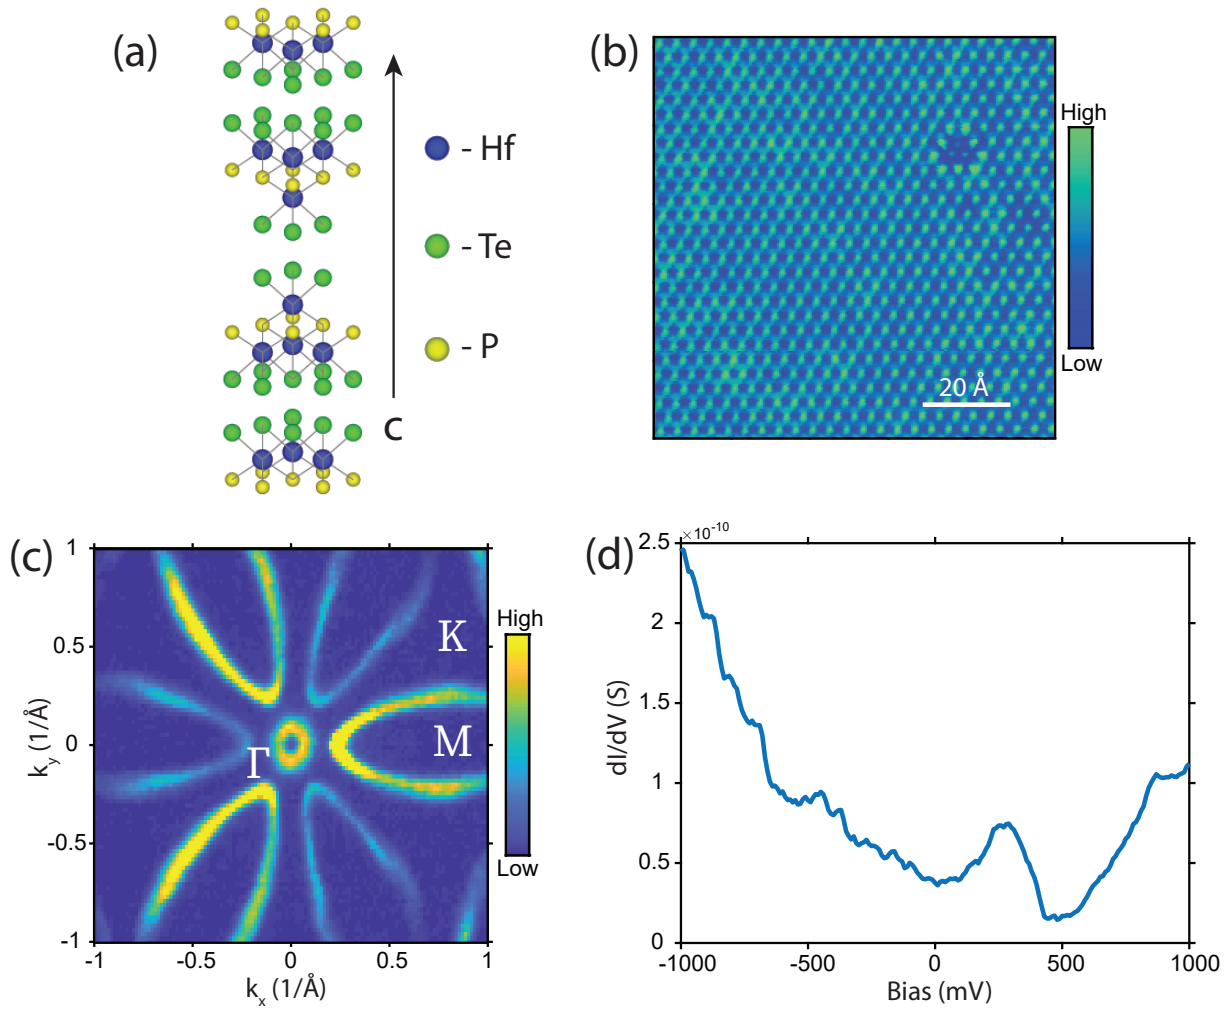 (a)
- Hf
- Te
- P
c
(b)
High
Low
20 Å
(c)
1
0.5
0
-0.5
-1
-1
-0.5
0
0.5
1
k_y (1/Å)
k_x (1/Å)
K
M
Γ
High
Low
(d)
×10⁻¹⁰
2.5
2
1.5
1
0.5
0
-1000
-500
0
500
1000
dI/dV (S)
Bias (mV)